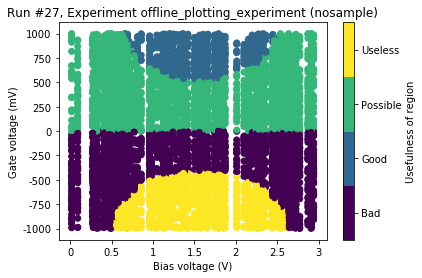 Run #27, Experiment offline_plotting_experiment (nosample)
1000
750
500
250
0
-250
-500
-750
-1000
Gate voltage (mV)
0
0.5
1
1.5
2
2.5
3
Bias voltage (V)
Useless
Possible
Good
Bad
Usefulness of region